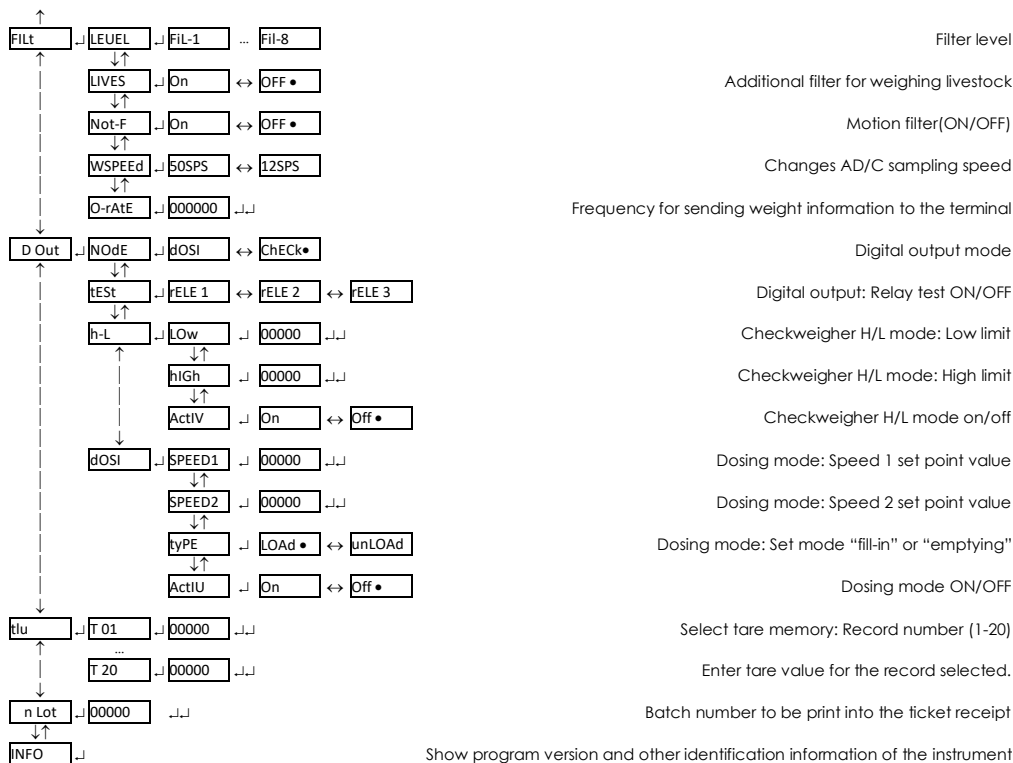 ↑
FILt ↵ LEUEL ↵ FiL-1 … Fil-8 Filter level
↑ ↓↑
LIVES ↵ On ↔ OFF • Additional filter for weighing livestock
↓↑
Not-F ↵ On ↔ OFF • Motion filter(ON/OFF)
↓↑
WSPEEd ↵ 50SPS ↔ 12SPS Changes AD/C sampling speed
↓↑
O-rAtE ↵ 000000 ↵↵ Frequency for sending weight information to the terminal
↓
D Out ↵ NOdE ↵ dOSI ↔ ChECk• Digital output mode
↑ ↓↑
tESt ↵ rELE 1 ↔ rELE 2 ↔ rELE 3 Digital output: Relay test ON/OFF
↓↑
h-L ↵ LOw ↵ 00000 ↵↵ Checkweigher H/L mode: Low limit
↑ ↓↑
hIGh ↵ 00000 ↵↵ Checkweigher H/L mode: High limit
↓↑
ActIV ↵ On ↔ Off • Checkweigher H/L mode on/off
↓
dOSI ↵ SPEED1 ↵ 00000 ↵↵ Dosing mode: Speed 1 set point value
↓↑
SPEED2 ↵ 00000 ↵↵ Dosing mode: Speed 2 set point value
↓↑
tyPE ↵ LOAd • ↔ unLOAd Dosing mode: Set mode “fill-in” or “emptying”
↓↑
ActIU ↵ On ↔ Off • Dosing mode ON/OFF
↓
tlu ↵ T 01 ↵ 00000 ↵↵ Select tare memory: Record number (1-20)
↑ …
T 20 ↵ 00000 ↵↵ Enter tare value for the record selected.
↓
n Lot ↵ 00000 ↵↵ Batch number to be print into the ticket receipt
↓↑
INFO ↵ Show program version and other identification information of the instrument